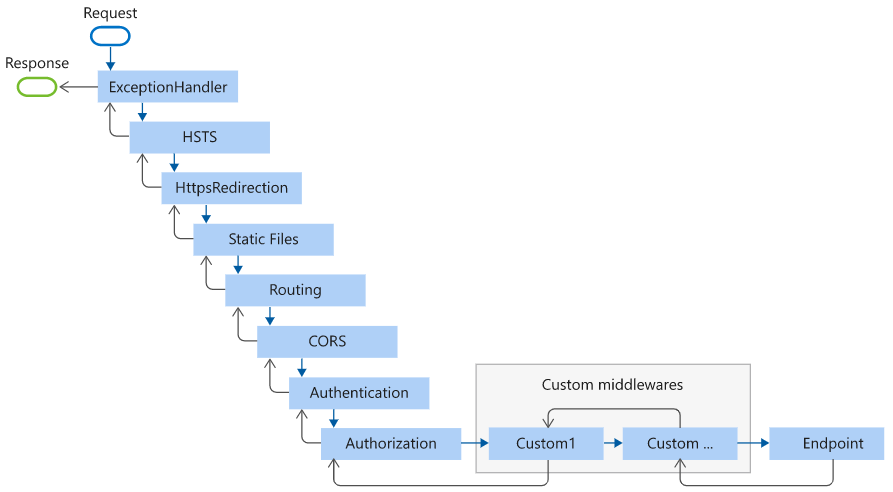 Request
Response
ExceptionHandler
HSTS
HttpsRedirection
Static Files
Routing
CORS
Authentication
Custom middlewares
Authorization
Custom1
Custom ...
Endpoint